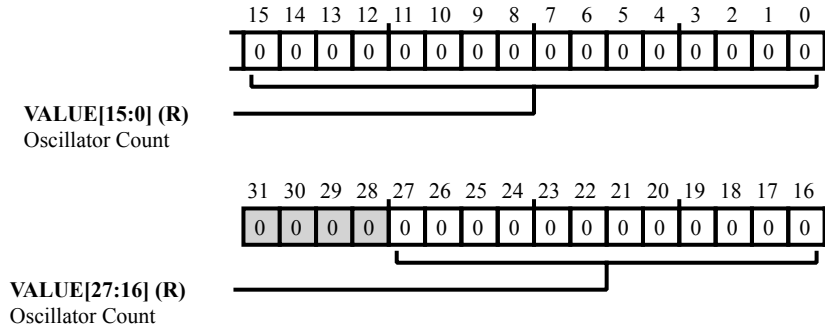 15 14 13 12 11 10 9 8 7 6 5 4 3 2 1 0
0 0 0 0 0 0 0 0 0 0 0 0 0 0 0 0
VALUE[15:0] (R)
Oscillator Count
31 30 29 28 27 26 25 24 23 22 21 20 19 18 17 16
0 0 0 0 0 0 0 0 0 0 0 0 0 0 0 0
VALUE[27:16] (R)
Oscillator Count